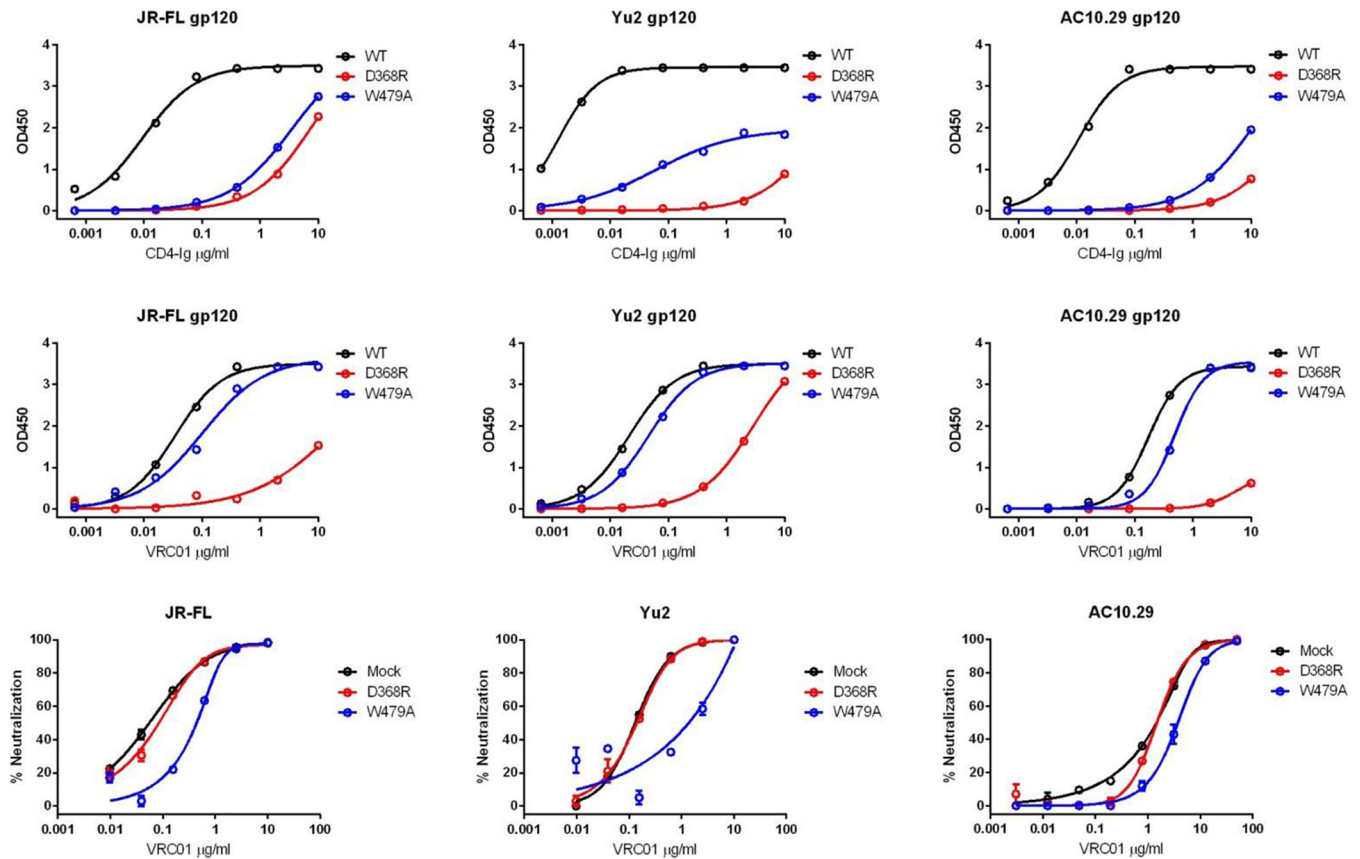 JR-FL gp120
OD450
4
3
2
1
0
0.001 0.01 0.1 1 10
CD4-Ig µg/ml
WT
D368R
W479A
Yu2 gp120
OD450
4
3
2
1
0
0.001 0.01 0.1 1 10
CD4-Ig µg/ml
WT
D368R
W479A
AC10.29 gp120
OD450
4
3
2
1
0
0.001 0.01 0.1 1 10
CD4-Ig µg/ml
WT
D368R
W479A
JR-FL gp120
OD450
4
3
2
1
0
0.001 0.01 0.1 1 10
VRC01 µg/ml
WT
D368R
W479A
Yu2 gp120
OD450
4
3
2
1
0
0.001 0.01 0.1 1 10
VRC01 µg/ml
WT
D368R
W479A
AC10.29 gp120
OD450
4
3
2
1
0
0.001 0.01 0.1 1 10
VRC01 µg/ml
WT
D368R
W479A
JR-FL
% Neutralization
100
80
60
40
20
0
0.001 0.01 0.1 1 10 100
VRC01 µg/ml
Mock
D368R
W479A
Yu2
% Neutralization
100
80
60
40
20
0
0.001 0.01 0.1 1 10 100
VRC01 µg/ml
Mock
D368R
W479A
AC10.29
% Neutralization
100
80
60
40
20
0
0.001 0.01 0.1 1 10 100
VRC01 µg/ml
Mock
D368R
W479A